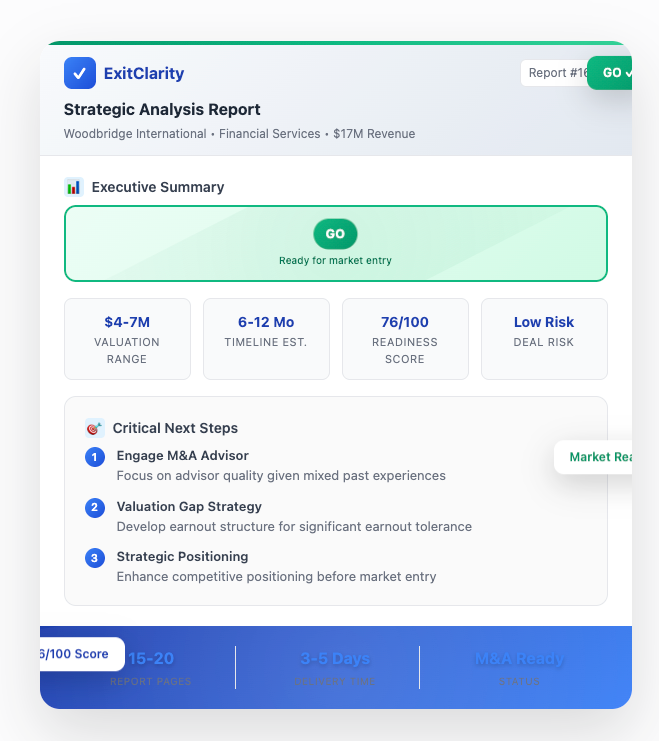 ExitClarity
Report #16
GO ✓
Strategic Analysis Report
Woodbridge International • Financial Services • $17M Revenue
Executive Summary
GO
Ready for market entry
$4-7M
VALUATION
RANGE
6-12 Mo
TIMELINE EST.
76/100
READINESS
SCORE
Low Risk
DEAL RISK
Critical Next Steps
1 Engage M&A Advisor
Focus on advisor quality given mixed past experiences
Market Rea
2 Valuation Gap Strategy
Develop earnout structure for significant earnout tolerance
3 Strategic Positioning
Enhance competitive positioning before market entry
6/100 Score
15-20
REPORT PAGES
3-5 Days
M&A Ready
STATUS